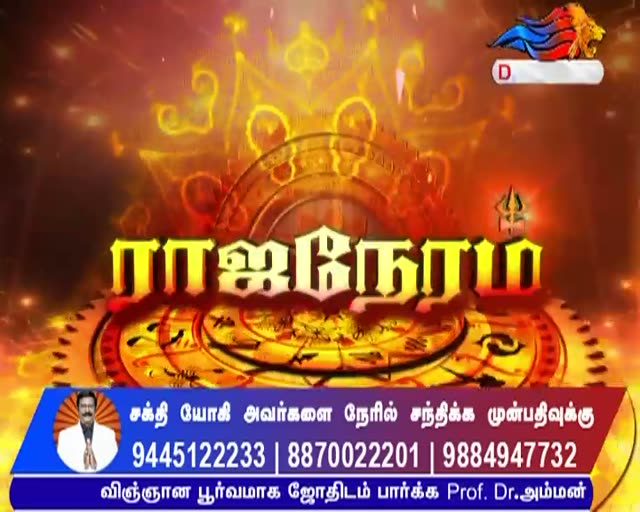 D
ராஜநேரம்
சக்தி யோகி அவர்களை நேரில் சந்திக்க முன்பதிவுக்கு
9445122233 | 8870022201 | 9884947732
விஞ்ஞான பூர்வமாக ஜோதிடம் பார்க்க Prof. Dr.அம்மன்